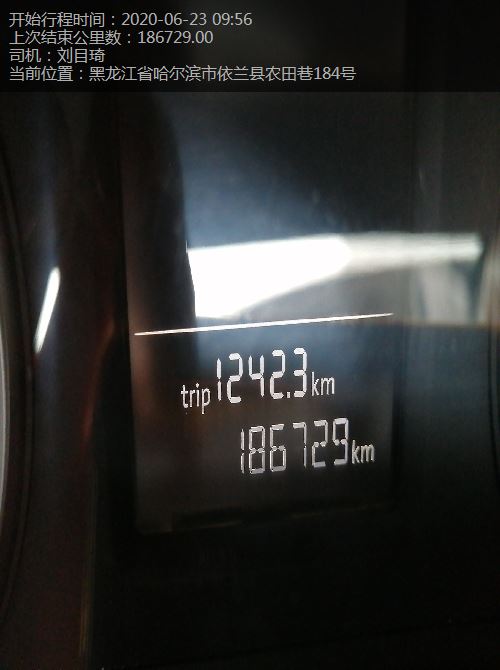 开始行程时间：2020-06-23 09:56
上次结束公里数：186729.00
司机：刘目琦
当前位置：黑龙江省哈尔滨市依兰县农田巷184号
trip 1242.3 km
186729 km